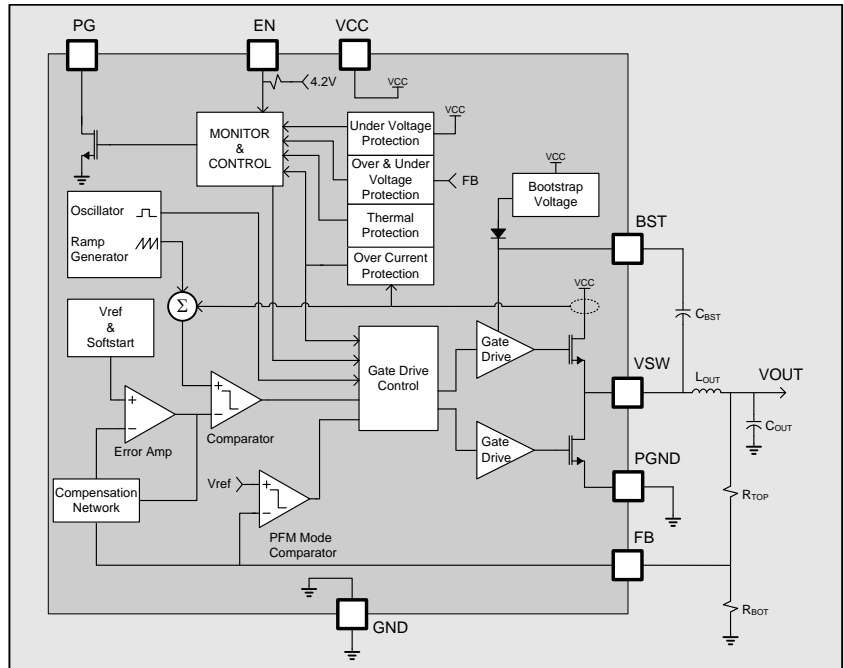 PG
EN
VCC
4.2V
VCC
MONITOR
&
CONTROL
Under Voltage
Protection
VCC
Over & Under
Voltage
Protection
FB
Thermal
Protection
Over Current
Protection
VCC
Bootstrap
Voltage
BST
Oscillator
Ramp
Generator
Σ
VCC
CBST
Vref
&
Softstart
Gate Drive
Control
Gate
Drive
VSW
LOUT
VOUT
COUT
+
−
Error Amp
+
−
Comparator
Gate
Drive
PGND
Compensation
Network
Vref
+
−
PFM Mode
Comparator
RTOP
FB
RBOT
GND